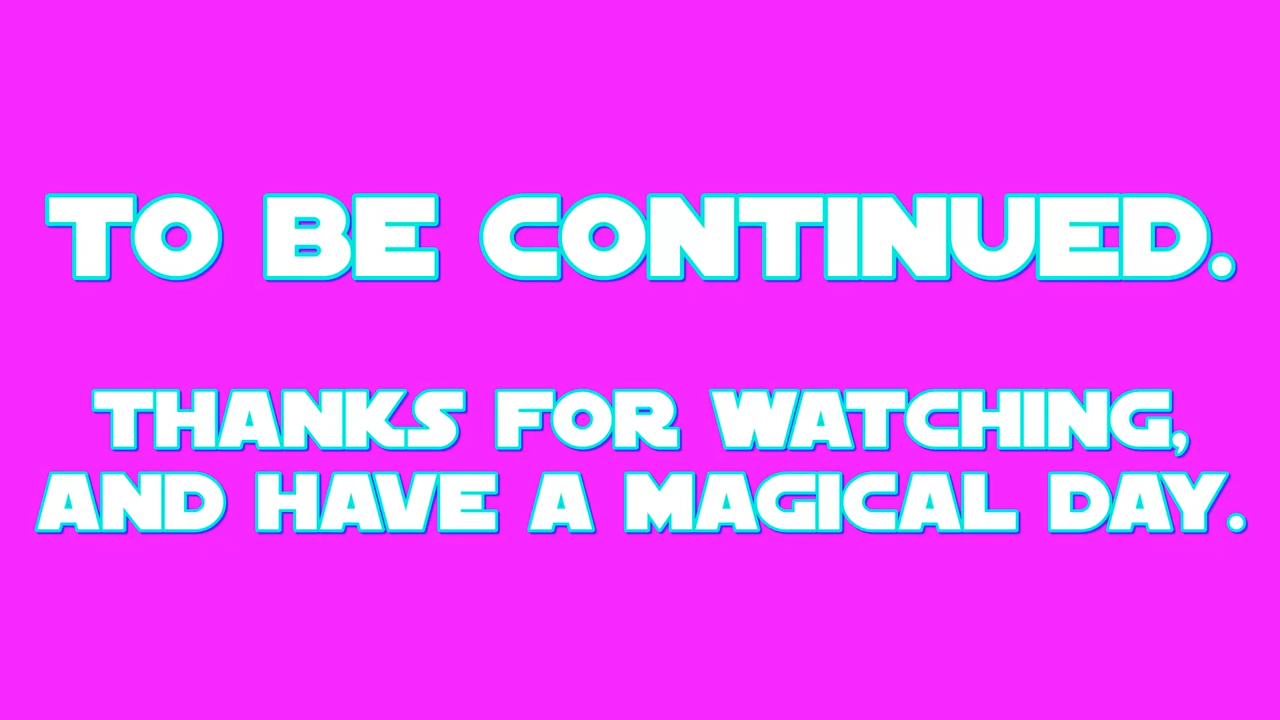 TO BE CONTINUED.
THANKS FOR WATCHING,
AND HAVE A MAGICAL DAY.